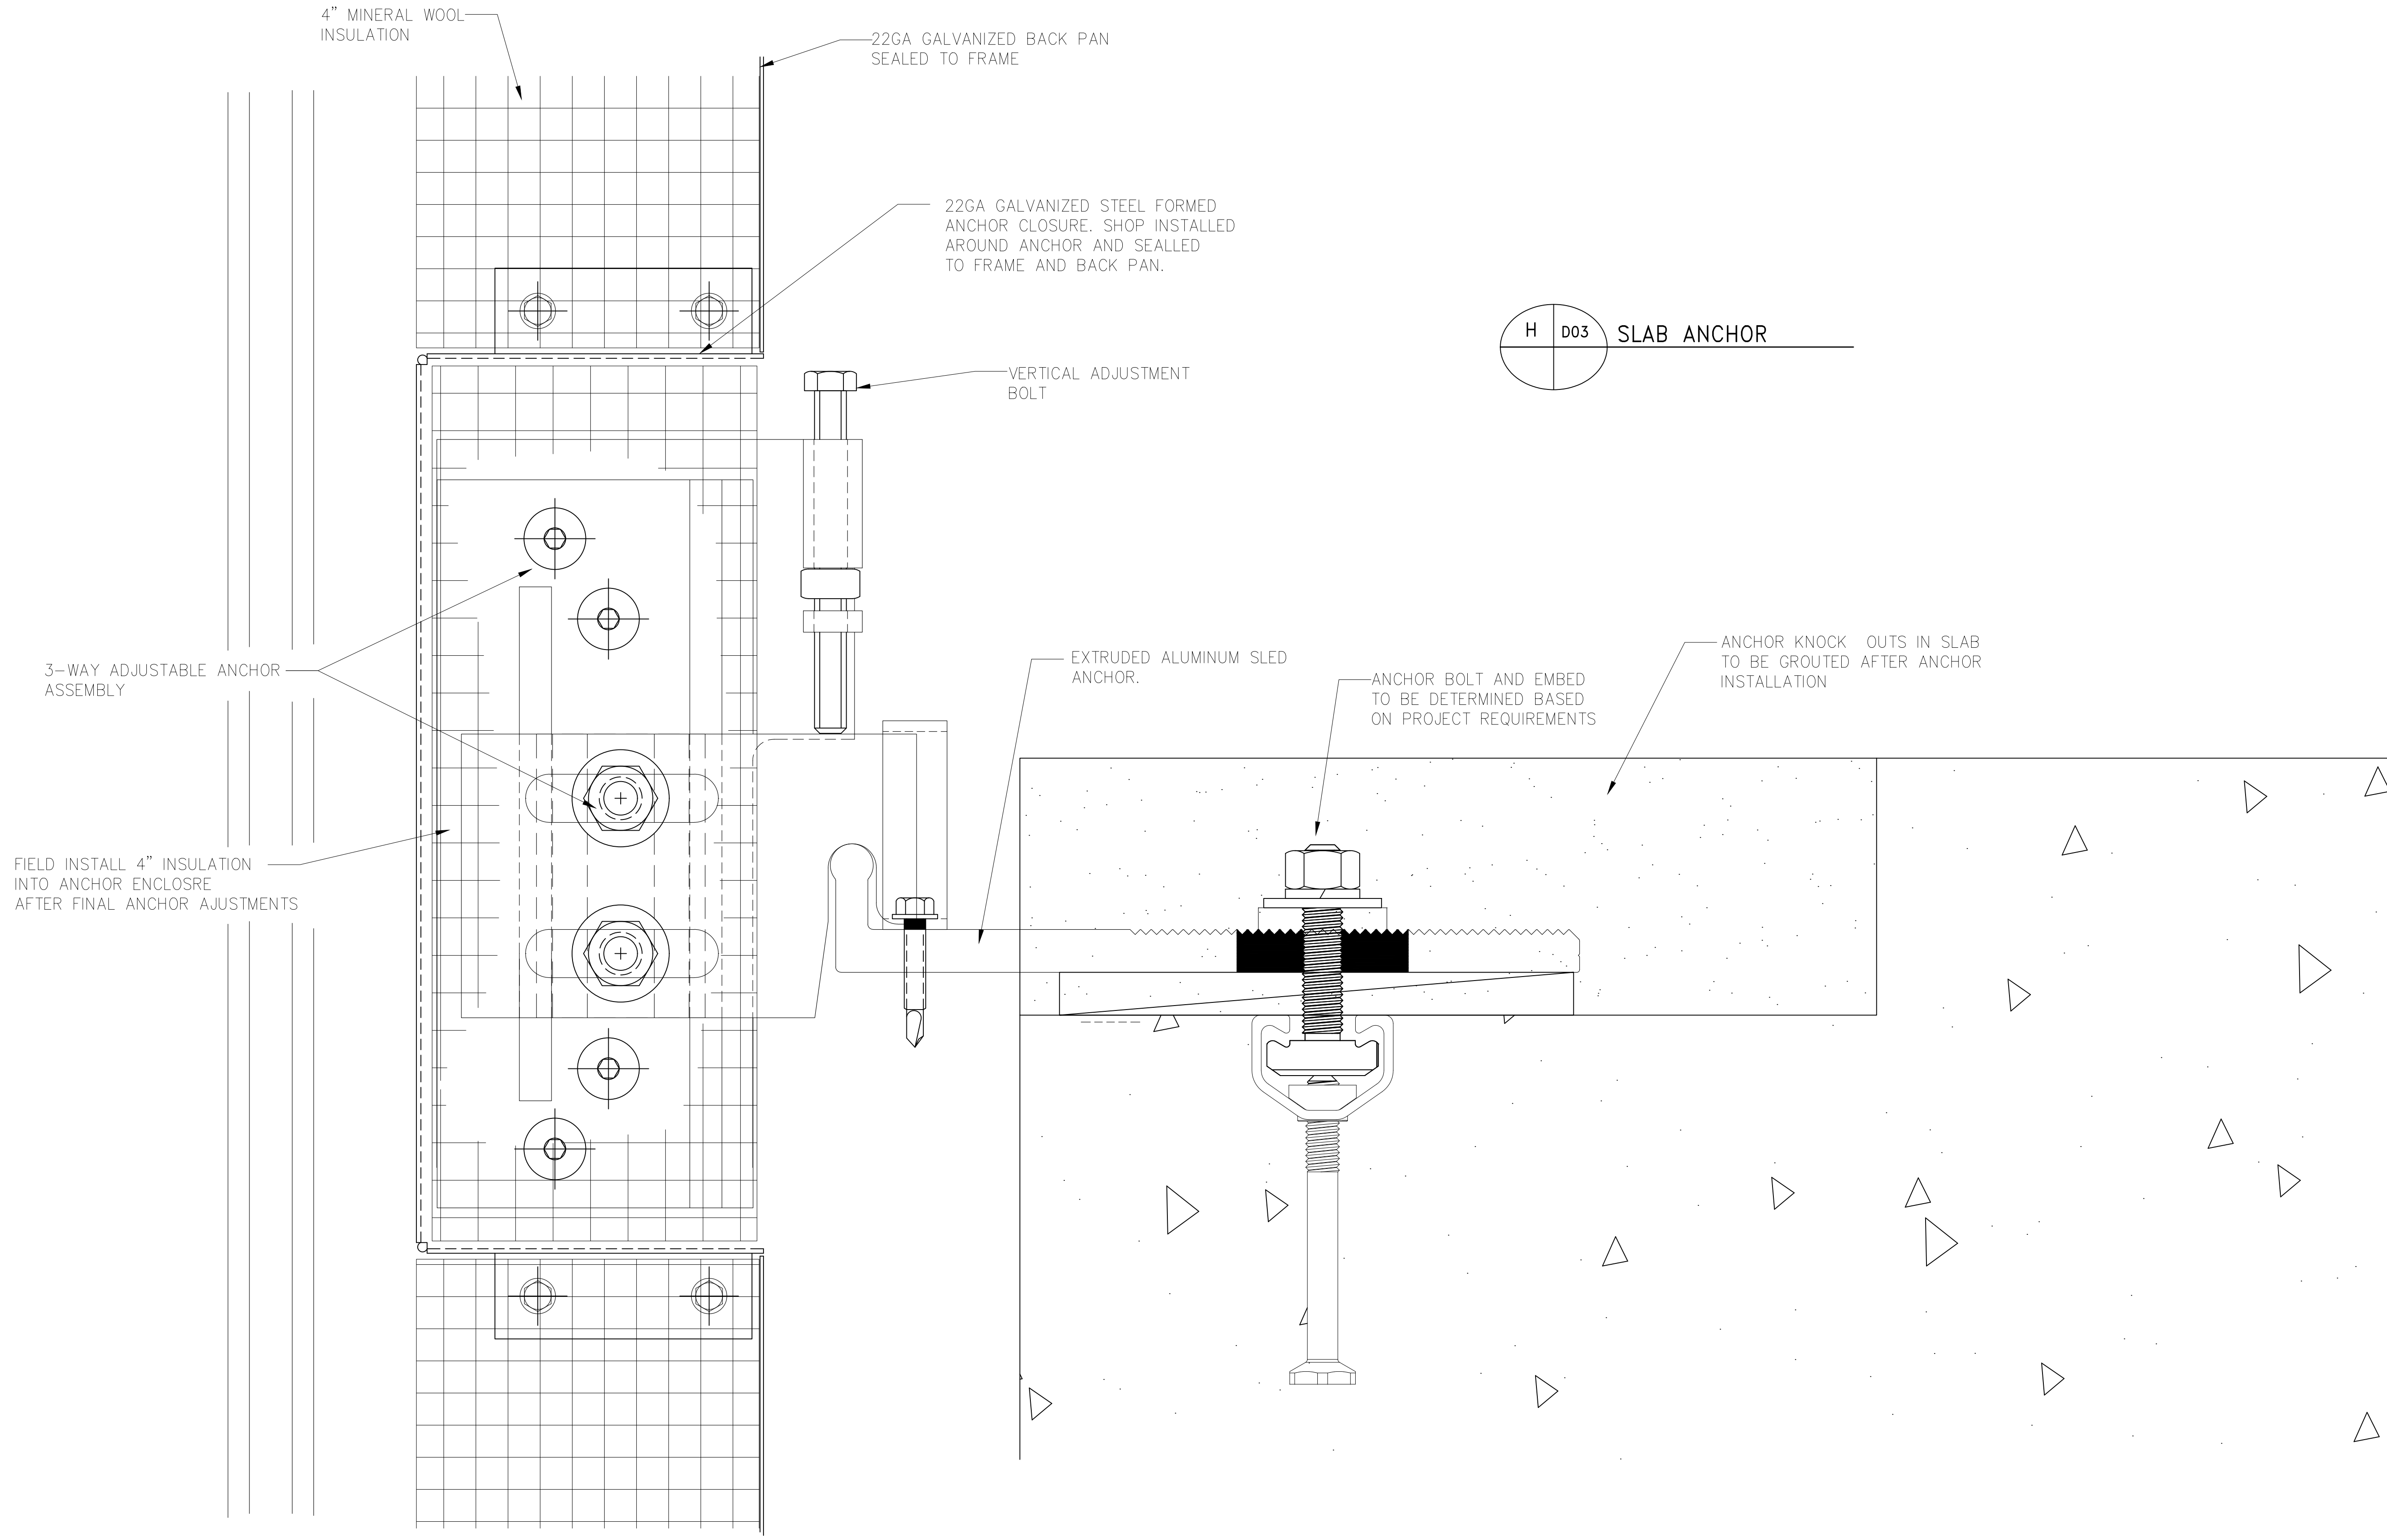 4” MINERAL WOOL
INSULATION
22GA GALVANIZED BACK PAN
SEALED TO FRAME
22GA GALVANIZED STEEL FORMED
ANCHOR CLOSURE. SHOP INSTALLED
AROUND ANCHOR AND SEALLED
TO FRAME AND BACK PAN.
H D03 SLAB ANCHOR
VERTICAL ADJUSTMENT
BOLT
3-WAY ADJUSTABLE ANCHOR
ASSEMBLY
EXTRUDED ALUMINUM SLED
ANCHOR.
ANCHOR BOLT AND EMBED
TO BE DETERMINED BASED
ON PROJECT REQUIREMENTS
ANCHOR KNOCK  OUTS IN SLAB
TO BE GROUTED AFTER ANCHOR
INSTALLATION
FIELD INSTALL 4” INSULATION
INTO ANCHOR ENCLOSRE
AFTER FINAL ANCHOR AJUSTMENTS